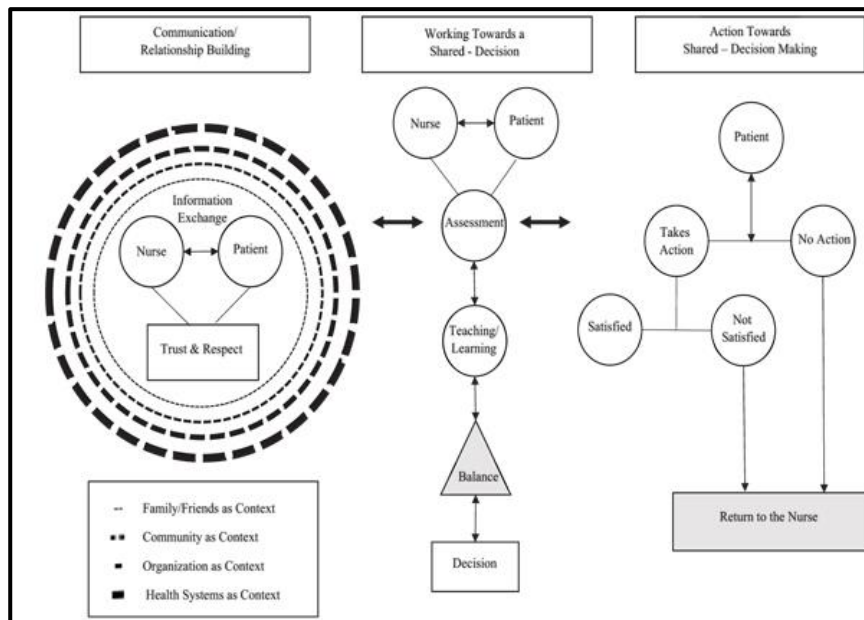 Communication/
Relationship Building
Working Towards a
Shared - Decision
Action Towards
Shared – Decision Making
Information
Exchange
Nurse
Patient
Trust & Respect
Family/Friends as Context
Community as Context
Organization as Context
Health Systems as Context
Nurse
Patient
Assessment
Teaching/
Learning
Balance
Decision
Patient
Takes
Action
No Action
Satisfied
Not
Satisfied
Return to the Nurse